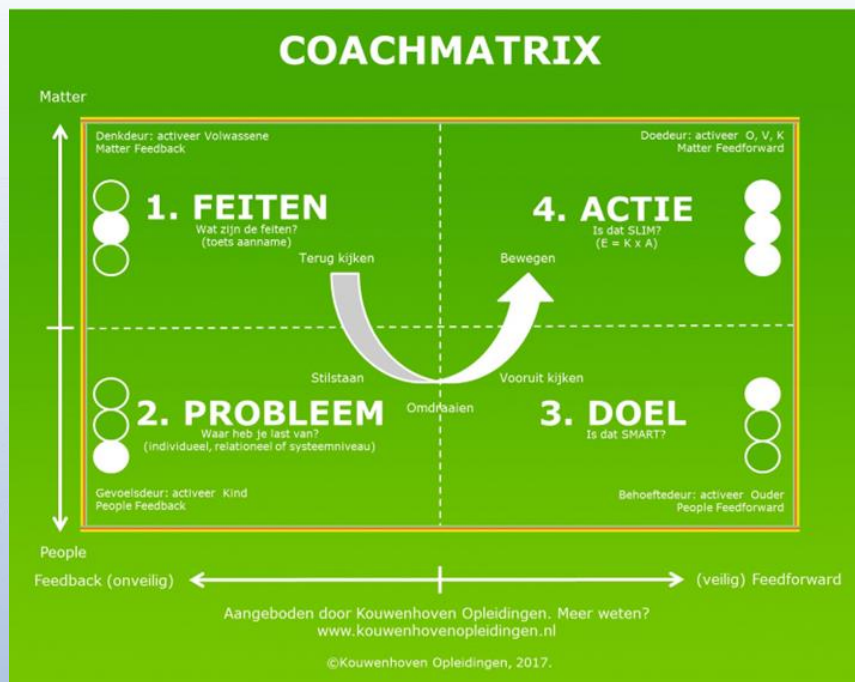 COACHMATRIX
Matter
Denkdeur: activeer Volwassene
Matter Feedback
1. FEITEN
Wat zijn de feiten?
(toets aanname)
Terug kijken
Doedeur: activeer O, V, K
Matter Feedforward
4. ACTIE
Is dat SLIM?
(E = K x A)
Bewegen
Stilstaan
2. PROBLEEM
Waar heb je last van?
(individueel, relationeel of systeemniveau)
Gevoelsdeur: activeer Kind
People Feedback
Omdraaien
Vooruit kijken
3. DOEL
Is dat SMART?
Behoeftedeur: activeer Ouder
People Feedforward
People
Feedback (onveilig)
(veilig) Feedforward
Aangeboden door Kouwenhoven Opleidingen. Meer weten?
www.kouwenhovenopleidingen.nl
©Kouwenhoven Opleidingen, 2017.